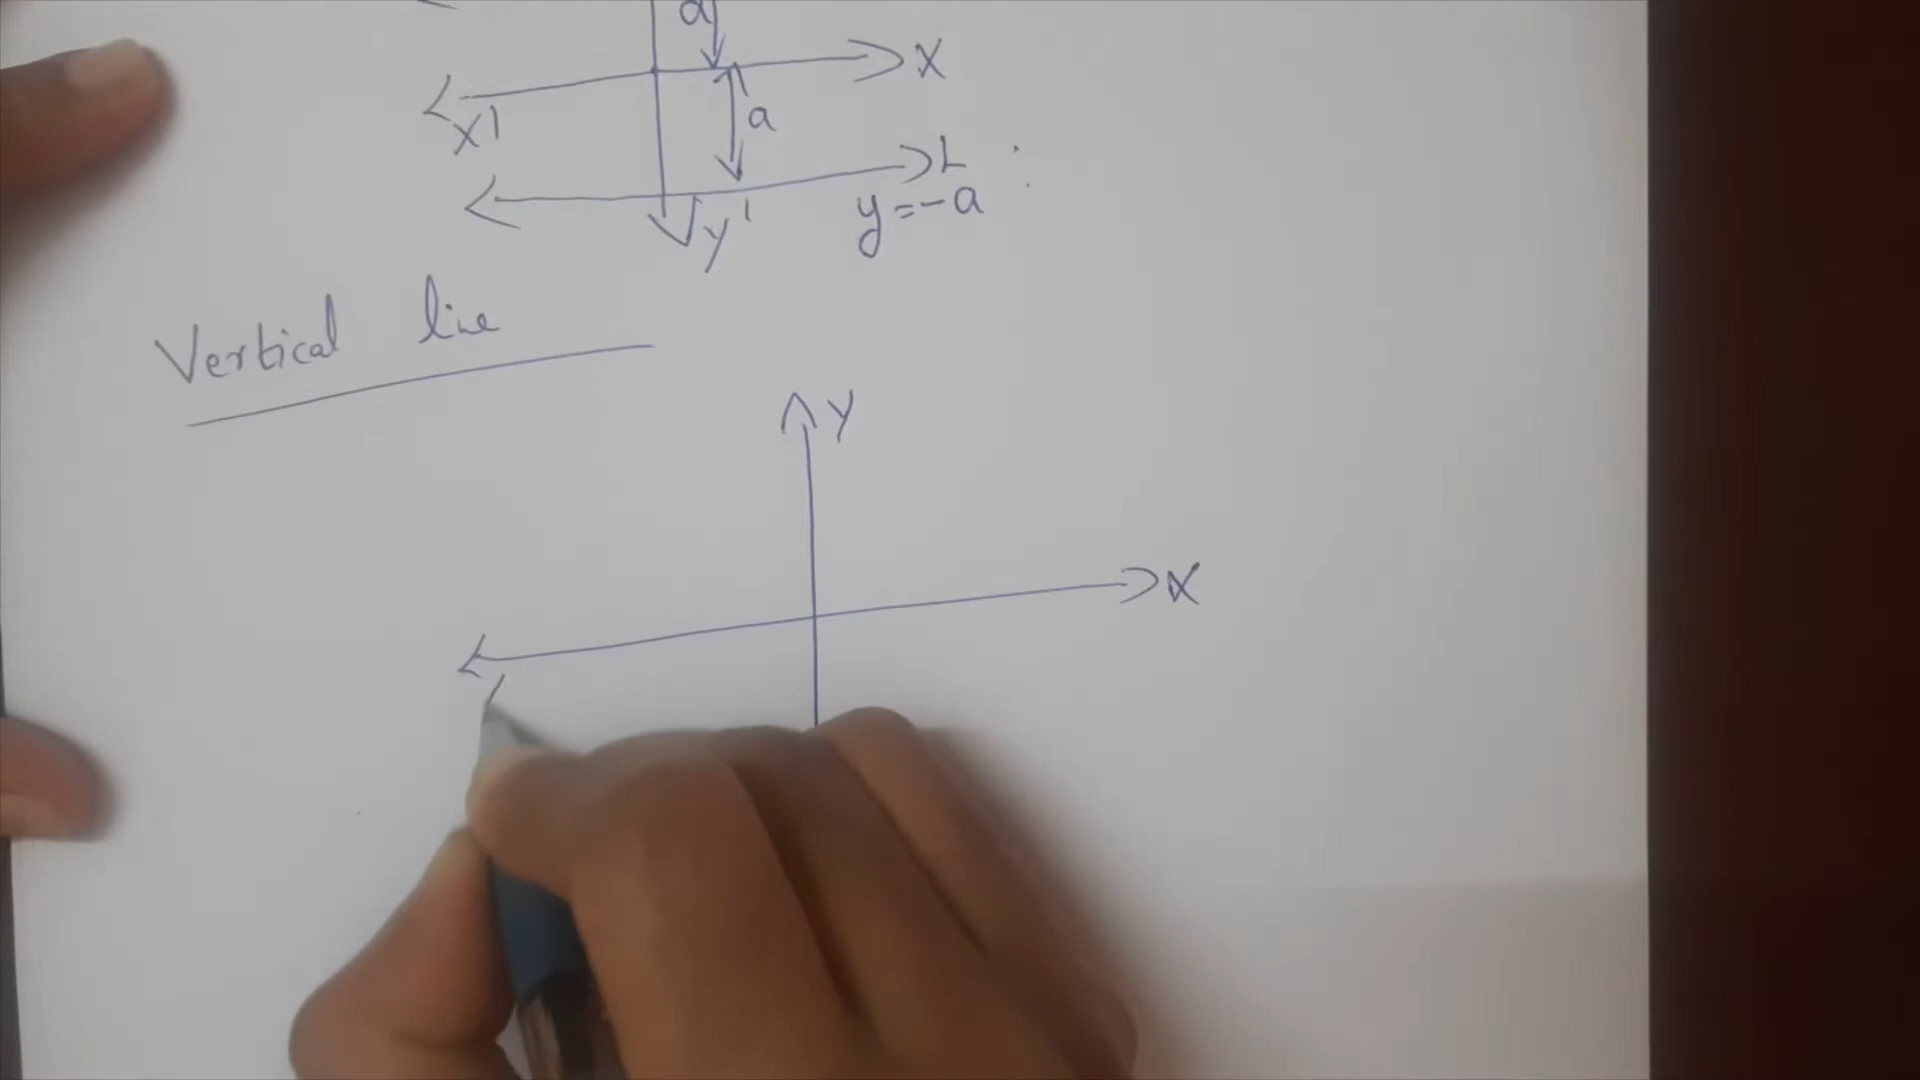 a
X
X'
a
L
y = -a
y'
Vertical line
y
X